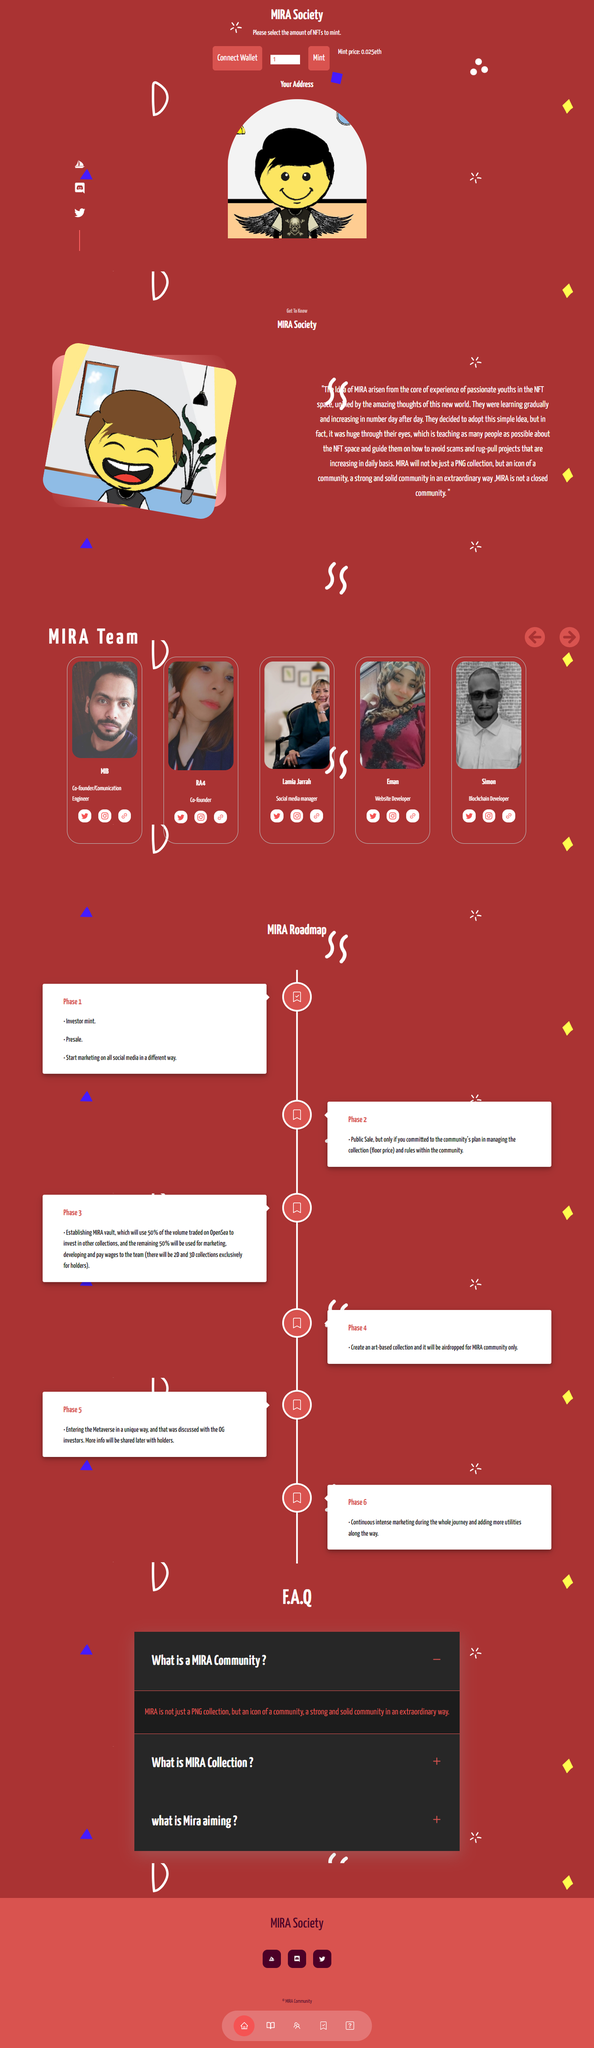 MIRA Society
Please select the amount of NFTs to mint.
Connect Wallet
1
Mint
Mint price: 0.025eth
Your Address
Get To Know
MIRA Society
"The Idea of MIRA arisen from the core of experience of passionate youths in the NFT
space, united by the amazing thoughts of this new world. They were learning gradually
and increasing in number day after day. They decided to adopt this simple Idea, but in
fact, it was huge through their eyes, which is teaching as many people as possible about
the NFT space and guide them on how to avoid scams and rug-pull projects that are
increasing in daily basis. MIRA will not be just a PNG collection, but an icon of a
community, a strong and solid community in an extraordinary way ,MIRA is not a closed
community. "
MIRA Team
MIR
Co-founder/Comunication
Engineer
RA4
Co-founder
Lamia Jarrah
Social media manager
Eman
Website Developer
Simon
Blockchain Developer
MIRA Roadmap
Phase 1
• Investor mint.
• Presale.
• Start marketing on all social media in a different way.
Phase 2
• Public Sale, but only if you committed to the community's plan in managing the
collection (floor price) and rules within the community.
Phase 3
• Establishing MIRA vault, which will use 50% of the volume traded on OpenSea to
invest in other collections, and the remaining 50% will be used for marketing,
developing and pay wages to the team (there will be 2D and 3D collections exclusively
for holders).
Phase 4
• Create an art-based collection and it will be airdropped for MIRA community only.
Phase 5
• Entering the Metaverse in a unique way, and that was discussed with the OG
investors. More info will be shared later with holders.
Phase 6
• Continuous intense marketing during the whole journey and adding more utilities
along the way.
F.A.Q
What is a MIRA Community ?
MIRA is not just a PNG collection, but an icon of a community, a strong and solid community in an extraordinary way.
What is MIRA Collection ?
what is Mira aiming ?
MIRA Society
MIRA Community